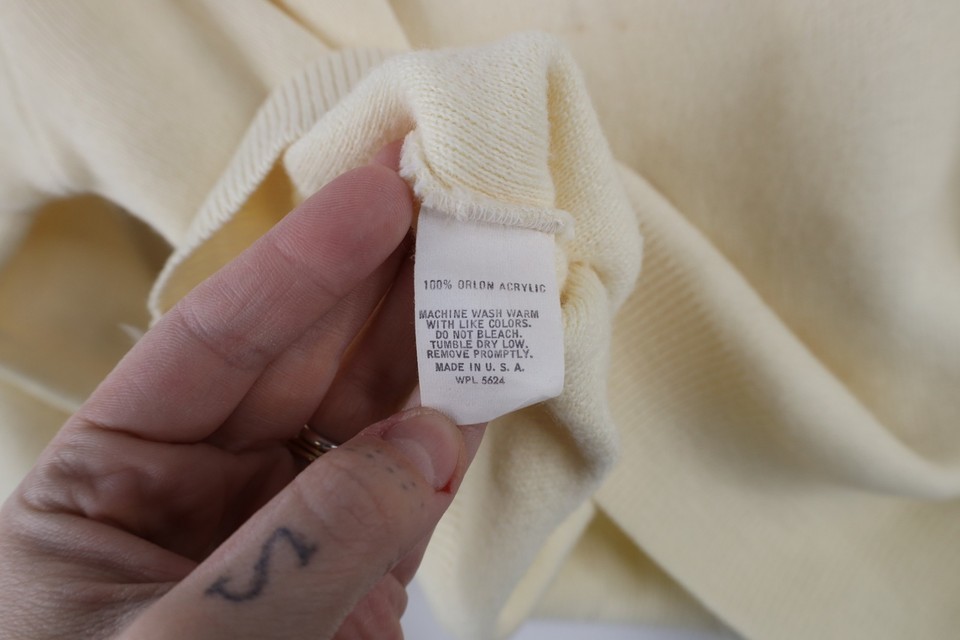 100% ORLON ACRYLIC
MACHINE WASH WARM
WITH LIKE COLORS.
DO NOT BLEACH.
TUMBLE DRY LOW.
REMOVE PROMPTLY.
MADE IN U. S. A.
WPL 5624